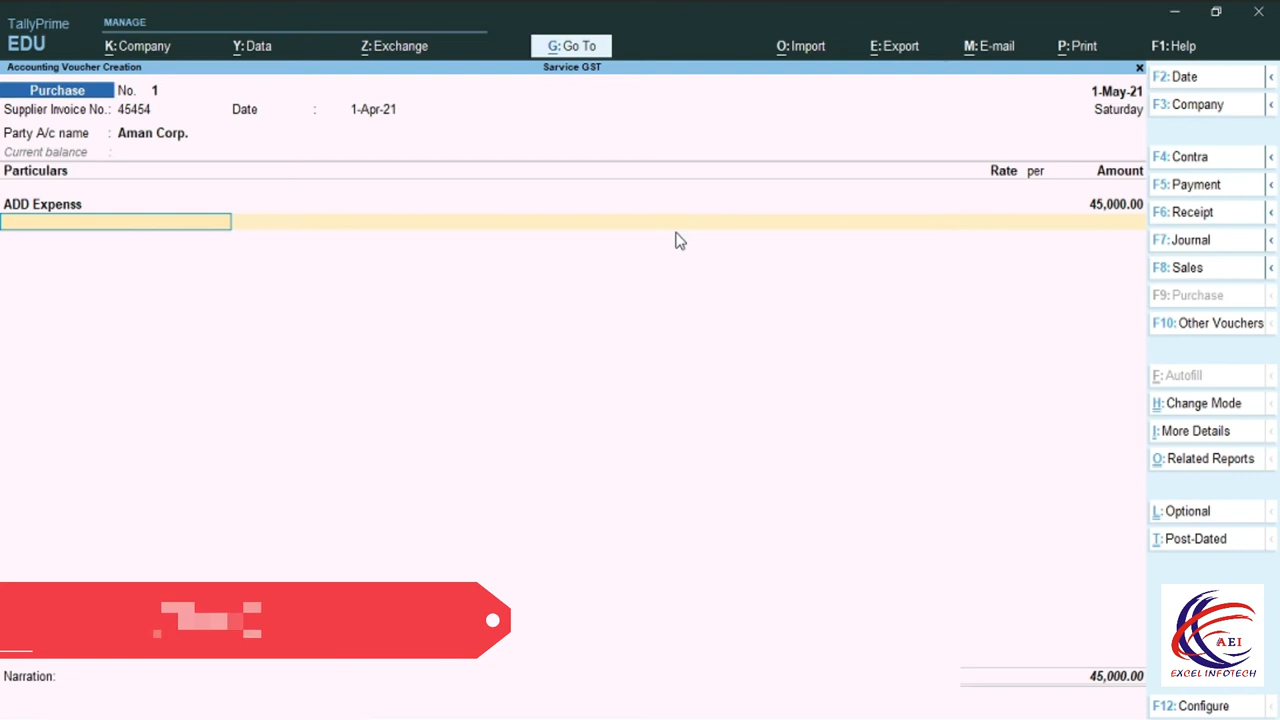 TallyPrime
EDU
MANAGE
K: Company
Y: Data
Z: Exchange
G: Go To
O: Import
E: Export
M: E-mail
P: Print
F1: Help
Accounting Voucher Creation
Sarvice GST
Purchase No. 1
1-May-21
Supplier Invoice No.: 45454 Date : 1-Apr-21
Saturday
Party A/c name : Aman Corp.
Current balance :
Particulars Rate per Amount
ADD Expenss 45,000.00
Narration: 45,000.00
F2: Date
F3: Company
F4: Contra
F5: Payment
F6: Receipt
F7: Journal
F8: Sales
F9: Purchase
F10: Other Vouchers
F: Autofill
H: Change Mode
I: More Details
O: Related Reports
L: Optional
T: Post-Dated
AEI
EXCEL INFOTECH
F12: Configure